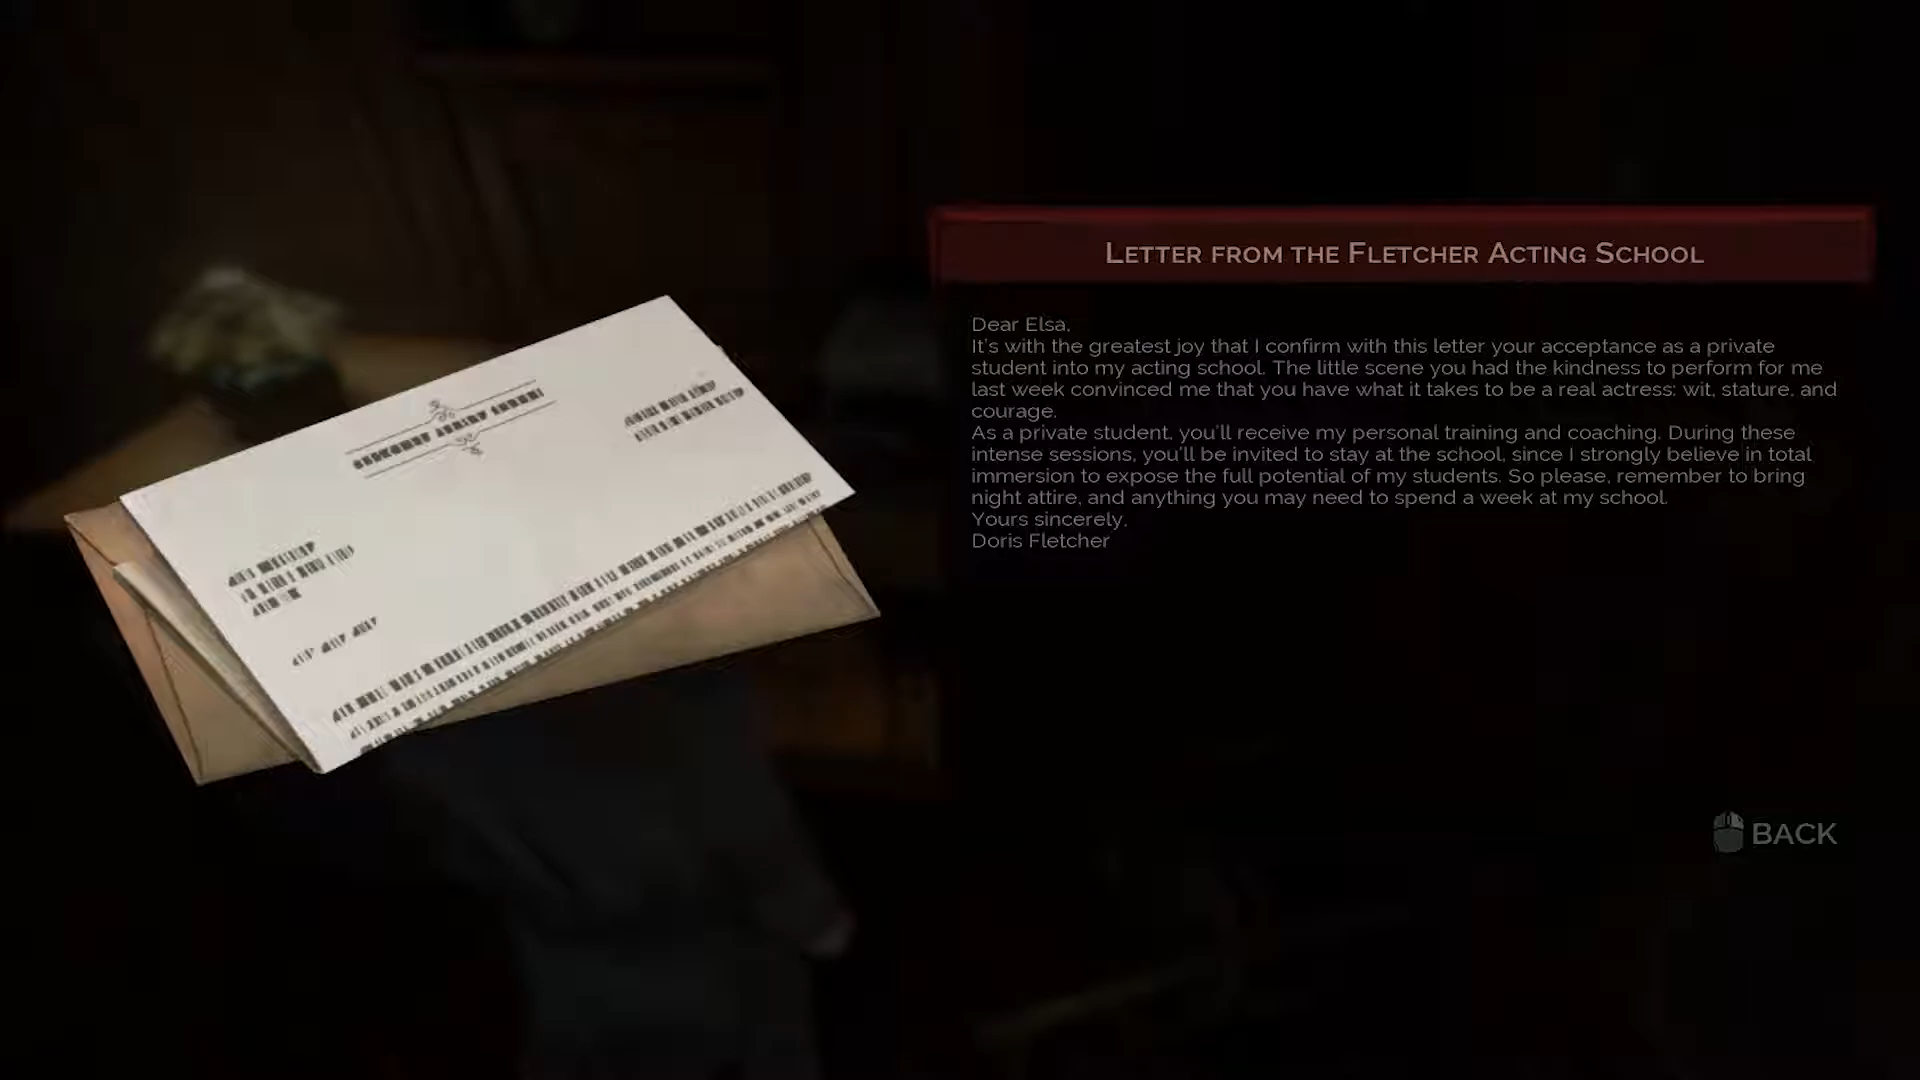 LETTER FROM THE FLETCHER ACTING SCHOOL
Dear Elsa,
It's with the greatest joy that I confirm with this letter your acceptance as a private
student into my acting school. The little scene you had the kindness to perform for me
last week convinced me that you have what it takes to be a real actress: wit, stature, and
courage.
As a private student, you'll receive my personal training and coaching. During these
intense sessions, you'll be invited to stay at the school, since I strongly believe in total
immersion to expose the full potential of my students. So please, remember to bring
night attire, and anything you may need to spend a week at my school.
Yours sincerely,
Doris Fletcher
BACK